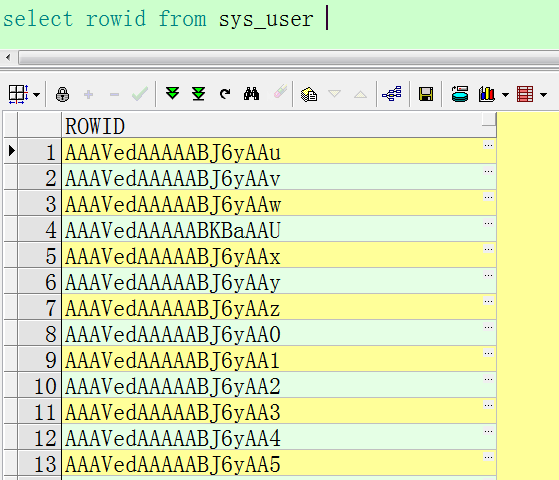 select rowid from sys_user
ROWID
1 AAAVedAAAAABJ6yAAu
2 AAAVedAAAAABJ6yAAv
3 AAAVedAAAAABJ6yAAw
4 AAAVedAAAAABKBaAAU
5 AAAVedAAAAABJ6yAAx
6 AAAVedAAAAABJ6yAAy
7 AAAVedAAAAABJ6yAAz
8 AAAVedAAAAABJ6yAA0
9 AAAVedAAAAABJ6yAA1
10 AAAVedAAAAABJ6yAA2
11 AAAVedAAAAABJ6yAA3
12 AAAVedAAAAABJ6yAA4
13 AAAVedAAAAABJ6yAA5